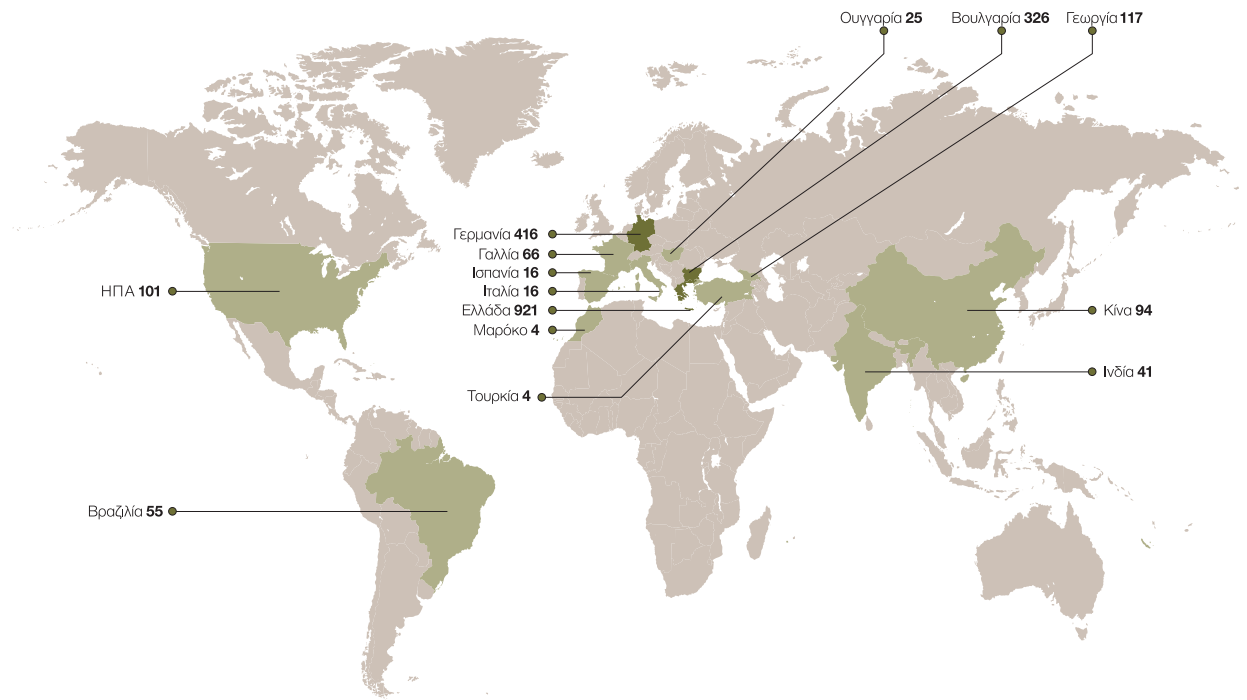 Ουγγαρία 25
Βουλγαρία 326
Γεωργία 117
Γερμανία 416
Γαλλία 66
Ισπανία 16
Ιταλία 16
Ελλάδα 921
Μαρόκο 4
Τουρκία 4
ΗΠΑ 101
Βραζιλία 55
Κίνα 94
Ινδία 41